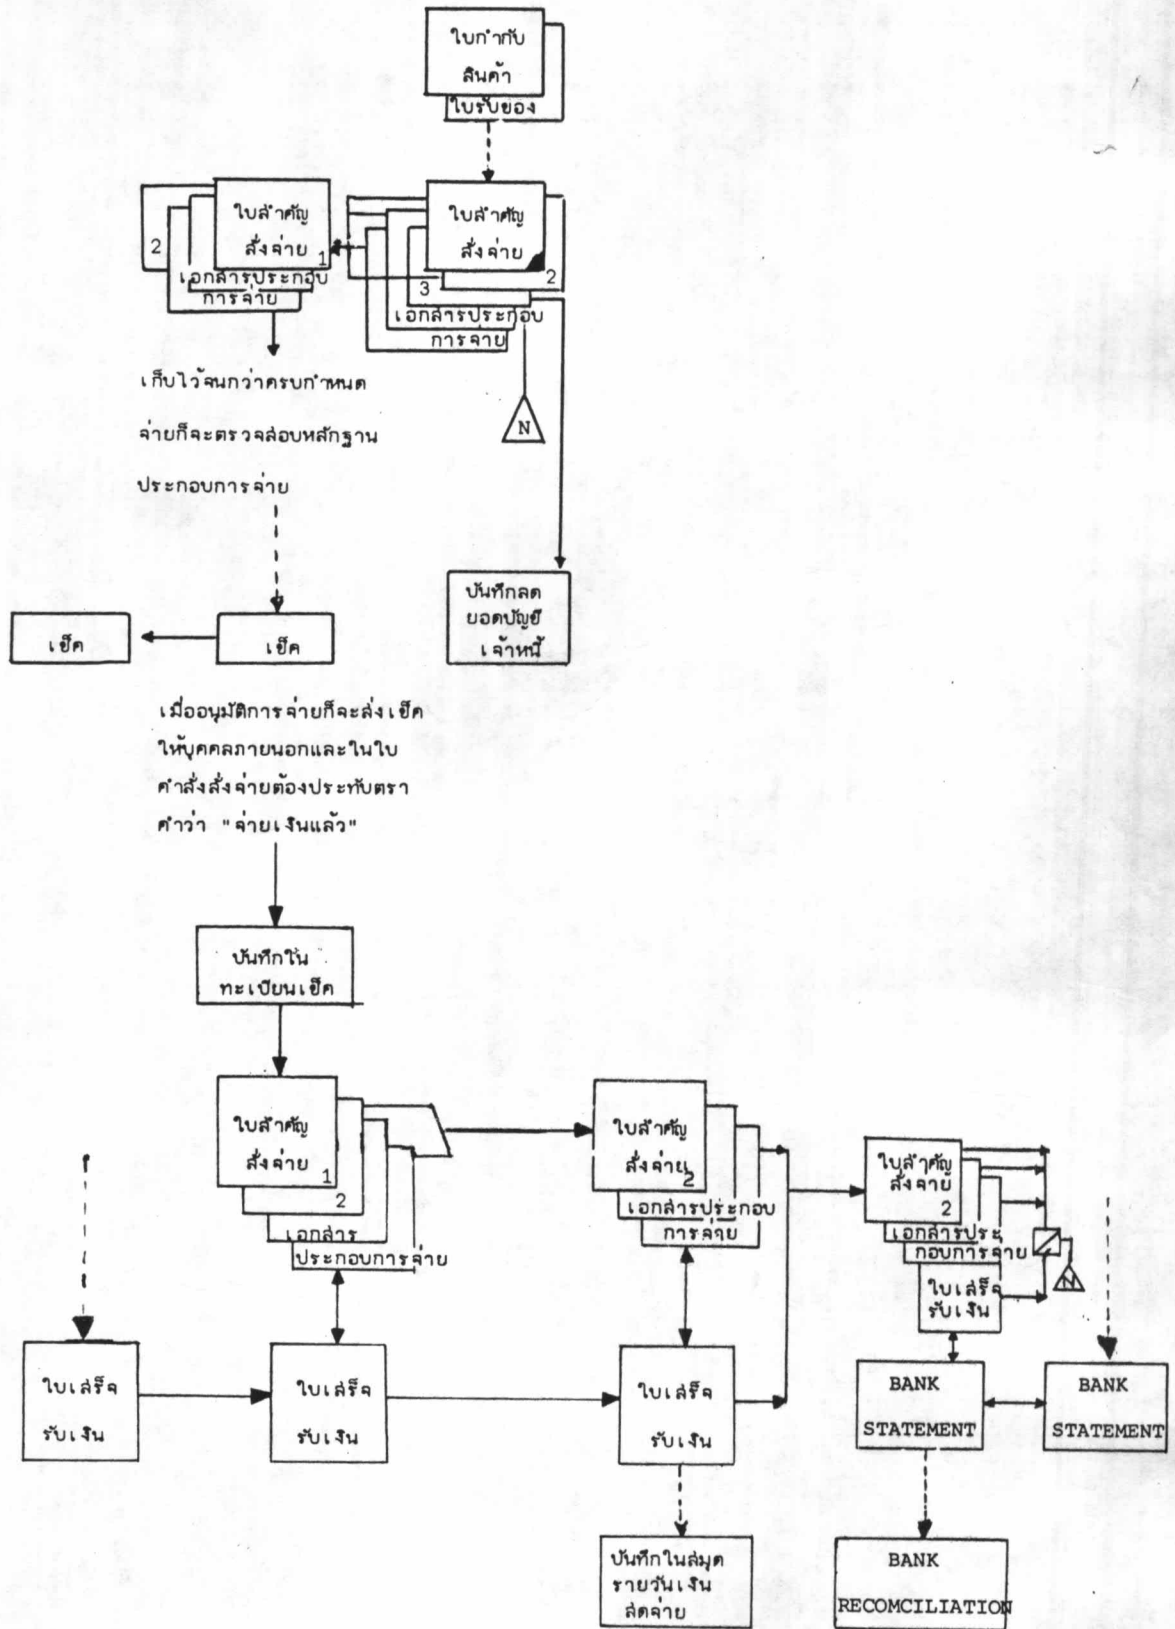 ใบกำกับ
สินค้า
ใบรับของ
ใบสำคัญ
สั่งจ่าย
1
2
เอกสารประกอบ
การจ่าย
ใบสำคัญ
สั่งจ่าย
2
3
เอกสารประกอบ
การจ่าย
N
เก็บไว้จนกว่าครบกำหนด
จ่ายก็จะตรวจสอบหลักฐาน
ประกอบการจ่าย
บันทึกลด
ยอดบัญชี
เจ้าหนี้
เช็ค
เช็ค
เมื่ออนุมัติการจ่ายก็จะส่งเช็ค
ให้บุคคลภายนอกและในใบ
คำสั่งสั่งจ่ายต้องประทับตรา
คำว่า "จ่ายเงินแล้ว"
บันทึกใน
ทะเบียนเช็ค
ใบสำคัญ
สั่งจ่าย
1
2
เอกสาร
ประกอบการจ่าย
ใบสำคัญ
สั่งจ่าย
2
เอกสารประกอบ
การจ่าย
ใบสำคัญ
สั่งจ่าย
2
เอกสารประ
กอบการจ่าย
ใบเสร็จ
รับเงิน
N
ใบเสร็จ
รับเงิน
ใบเสร็จ
รับเงิน
ใบเสร็จ
รับเงิน
BANK
STATEMENT
BANK
STATEMENT
บันทึกในสมุด
รายวันเงิน
สดจ่าย
BANK
RECOMCILIATION